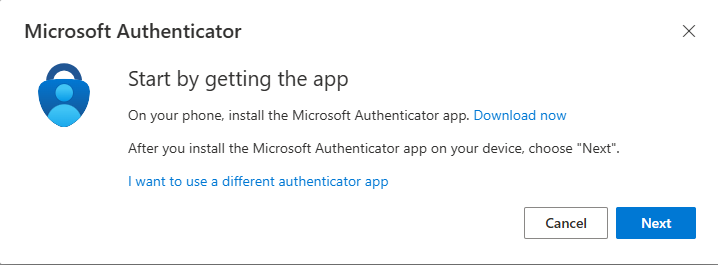 Microsoft Authenticator
Start by getting the app
On your phone, install the Microsoft Authenticator app. Download now
After you install the Microsoft Authenticator app on your device, choose "Next".
I want to use a different authenticator app
Cancel
Next